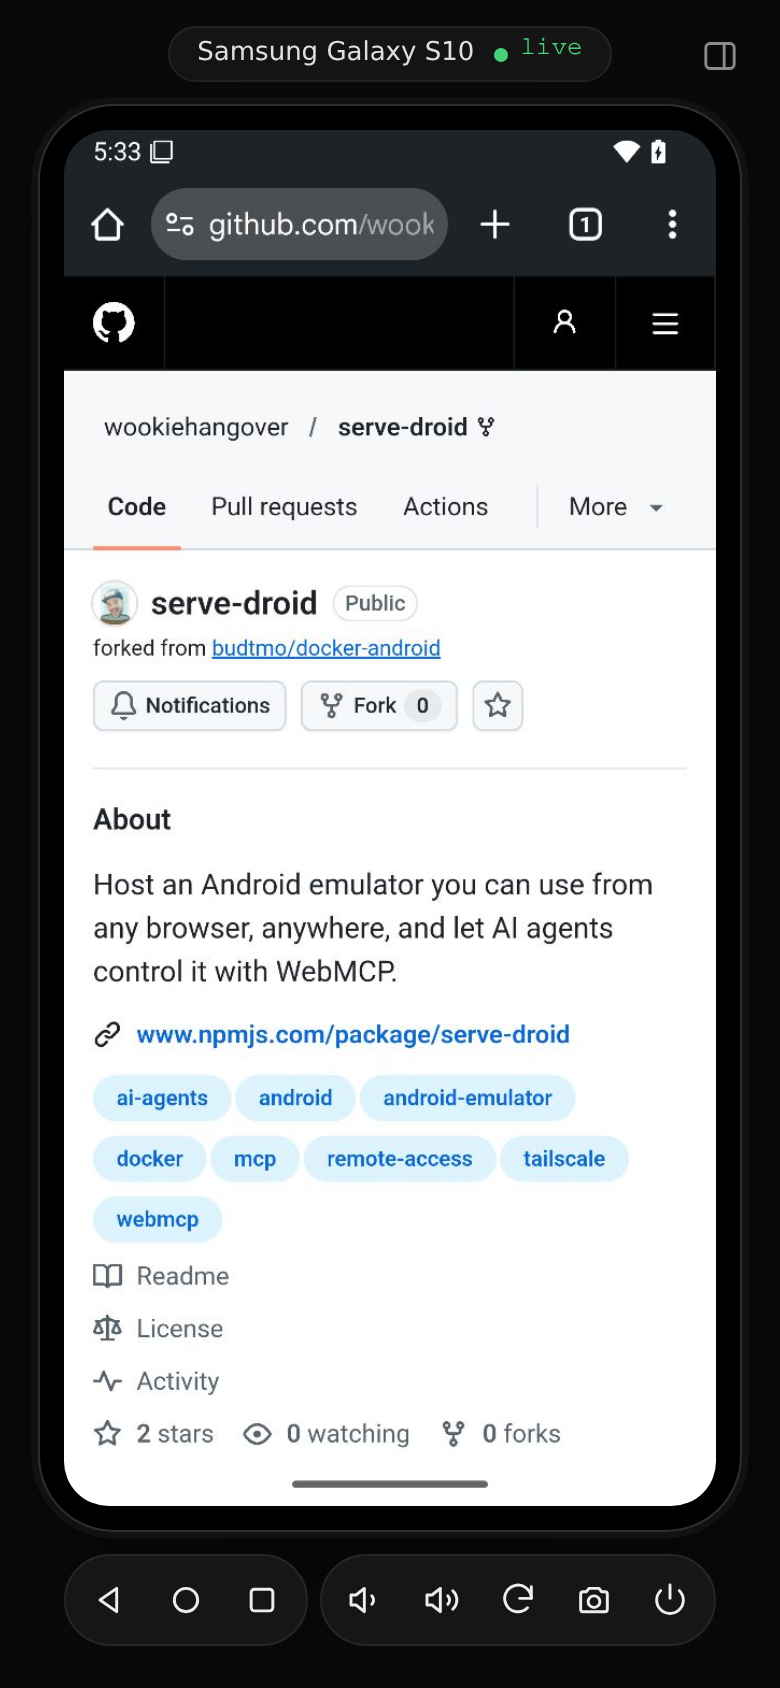 Samsung Galaxy S10 live
5:33
github.com/wook
1
wookiehangover / serve-droid
Code Pull requests Actions More
serve-droid Public
forked from budtmo/docker-android
Notifications Fork 0
About
Host an Android emulator you can use from
any browser, anywhere, and let AI agents
control it with WebMCP.
www.npmjs.com/package/serve-droid
ai-agents android android-emulator
docker mcp remote-access tailscale
webmcp
Readme
License
Activity
2 stars 0 watching 0 forks